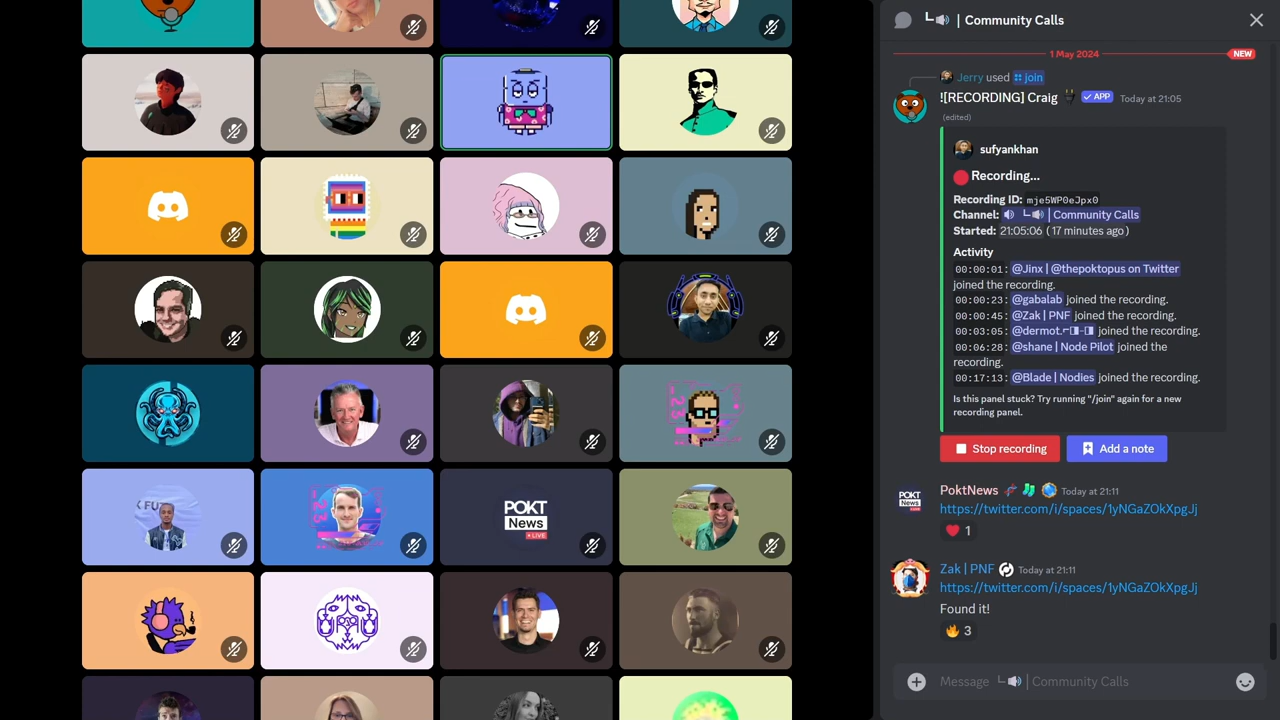 | Community Calls
1 May 2024
NEW
Jerry used join
![RECORDING] Craig APP Today at 21:05
(edited)
sufyankhan
Recording...
Recording ID: mje5WP0eJpx0
Channel: | Community Calls
Started: 21:05:06 (17 minutes ago)
Activity
00:00:01: @Jinx | @thepoktopus on Twitter
joined the recording.
00:00:23: @gabalab joined the recording.
00:00:45: @Zak | PNF joined the recording.
00:03:05: @dermot. joined the recording.
00:06:28: @shane | Node Pilot joined the
recording.
00:17:13: @Blade | Nodies joined the recording.
Is this panel stuck? Try running "/join" again for a new
recording panel.
Stop recording
Add a note
PoktNews Today at 21:11
https://twitter.com/i/spaces/1yNGaZOkXpgJj
1
Zak | PNF Today at 21:11
https://twitter.com/i/spaces/1yNGaZOkXpgJj
Found it!
3
Message | Community Calls
POKT
News
LIVE
POKT
News
K FUT